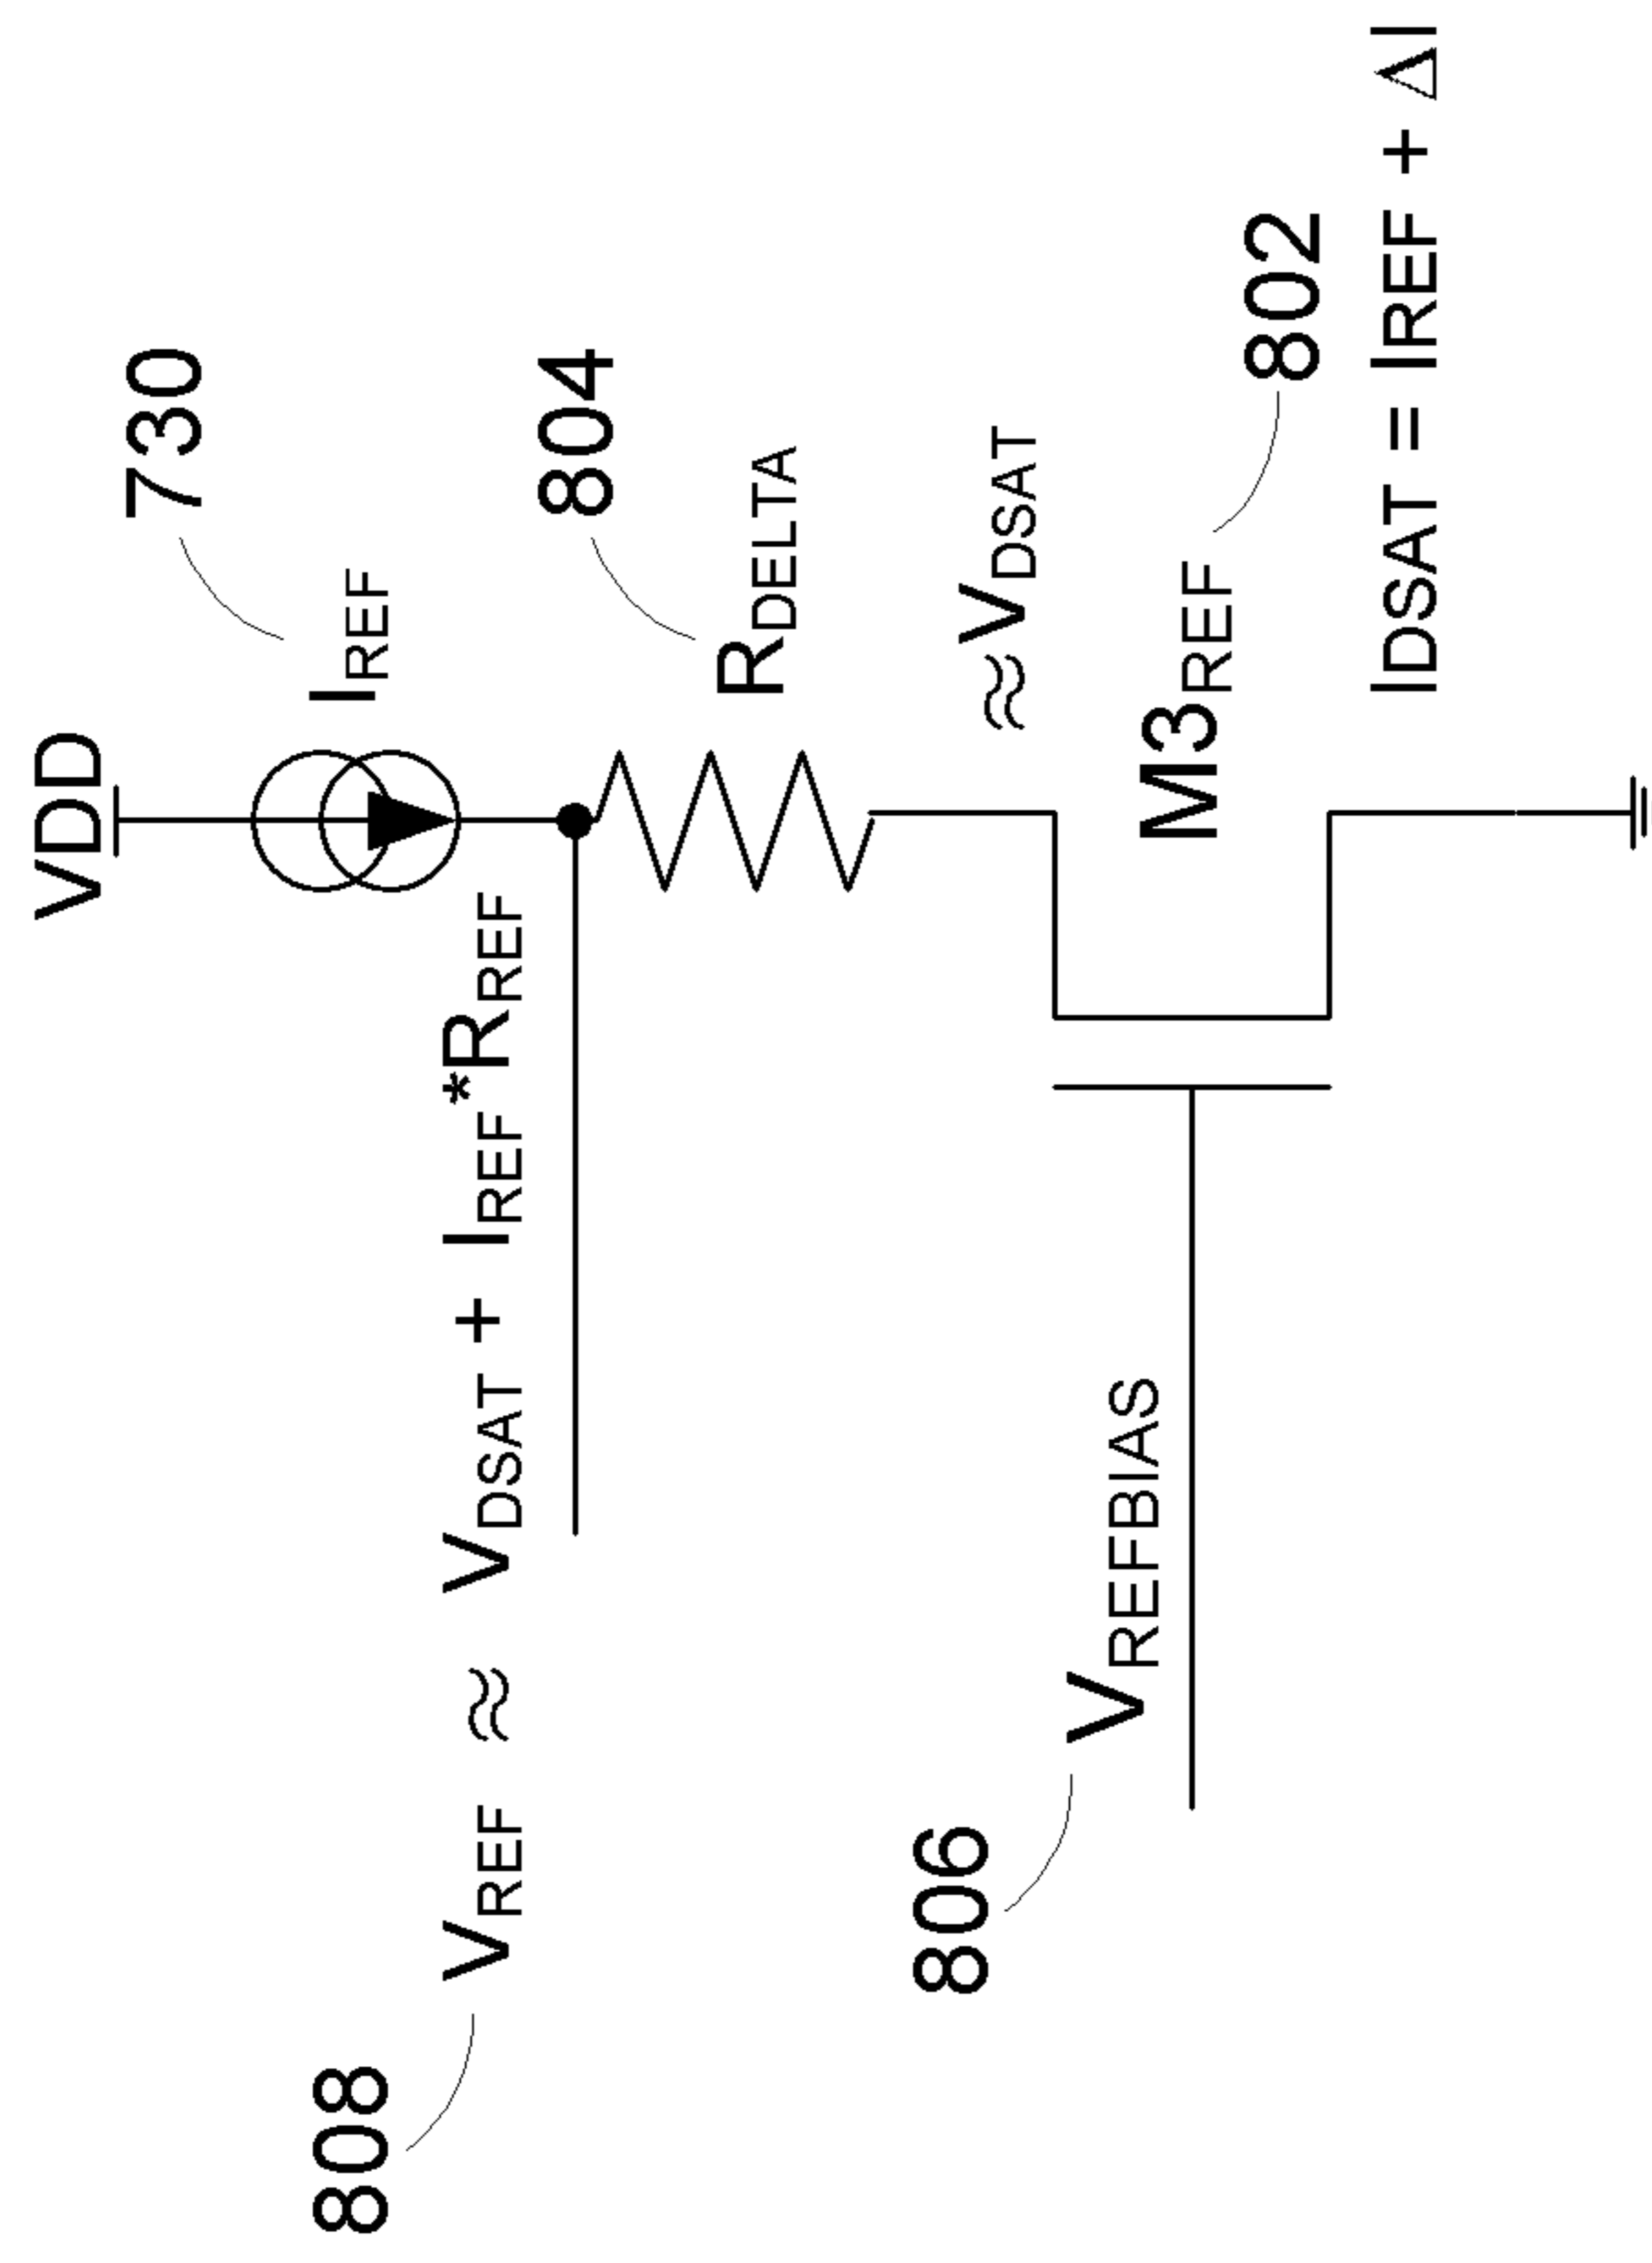 VDD
730
IREF
808
VREF ≈ VDSAT + IREF*RREF
804
RDELTA
≈VDSAT
806
VREFBIAS
M3REF
802
IDSAT = IREF + ΔI